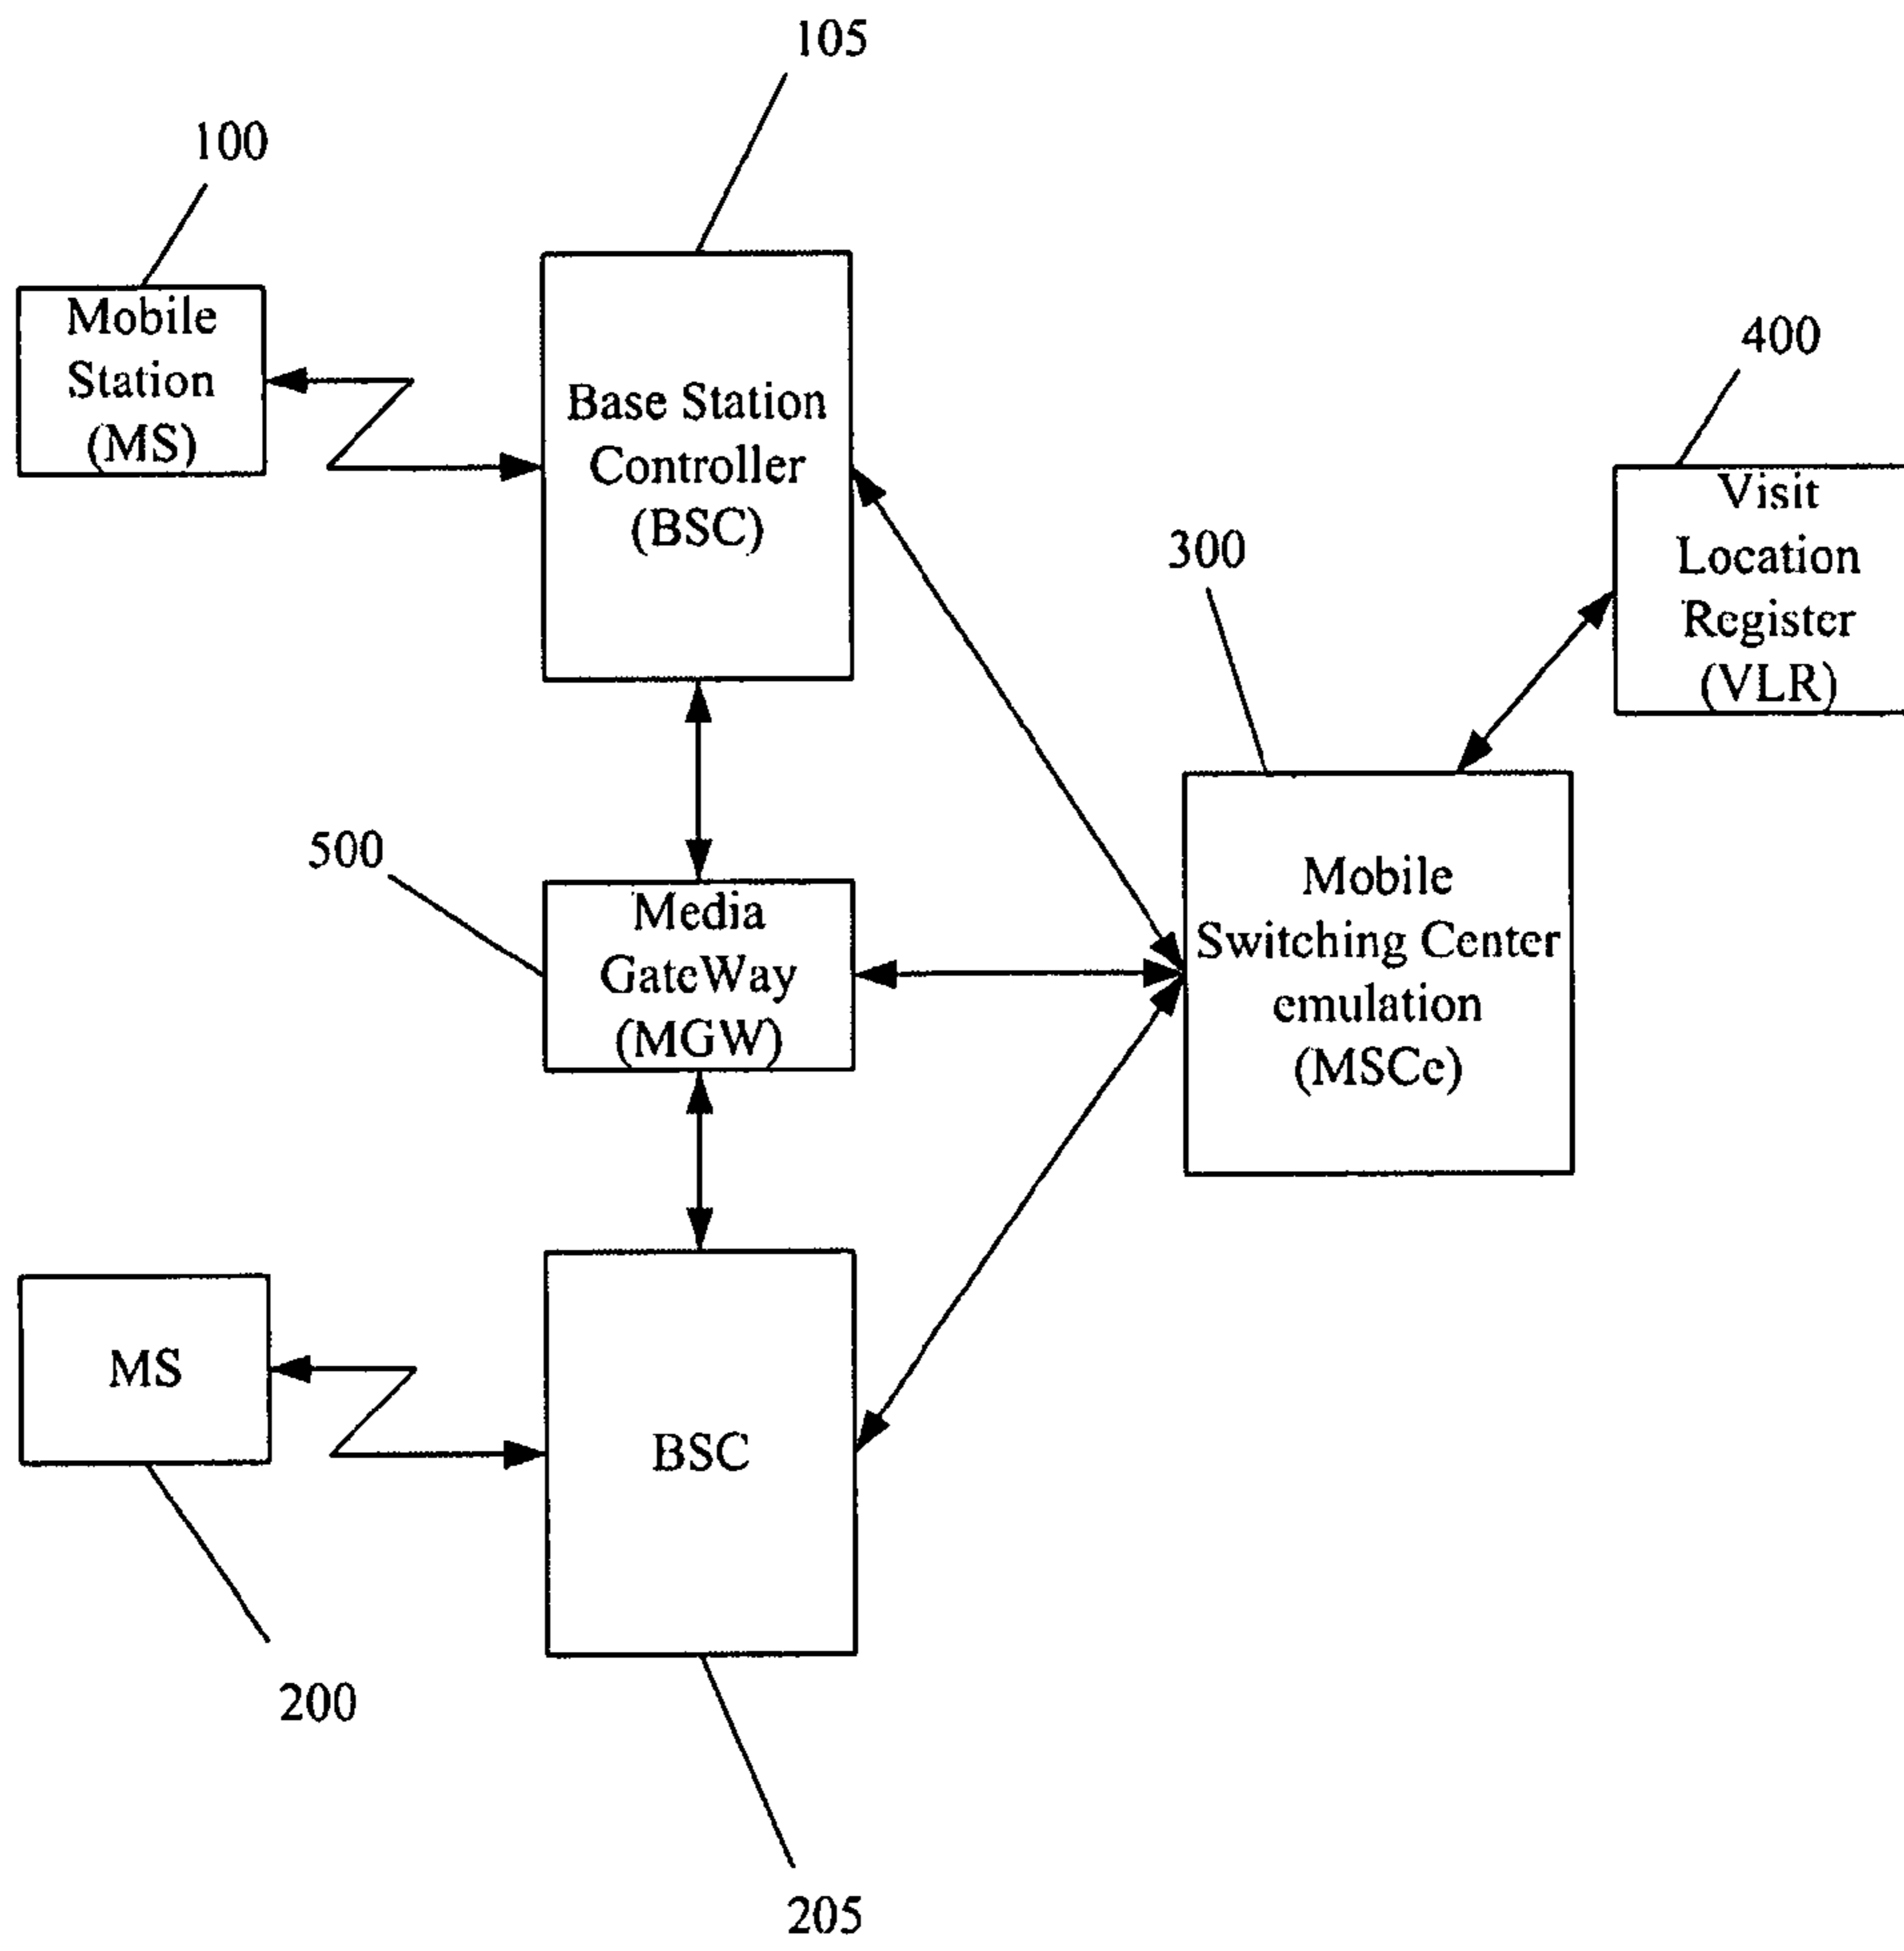 105
100
Mobile
Station
(MS)
Base Station
Controller
(BSC)
400
Visit
Location
Register
(VLR)
300
500
Media
GateWay
(MGW)
Mobile
Switching Center
emulation
(MSCe)
MS
BSC
200
205